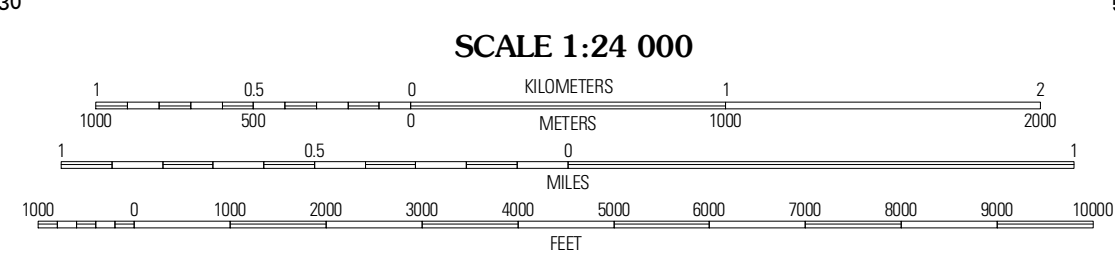 30
SCALE 1:24 000
1 0.5 0 KILOMETERS 1 2
1000 500 0 METERS 1000 2000
1 0.5 0 1
MILES
1000 0 1000 2000 3000 4000 5000 6000 7000 8000 9000 10000
FEET